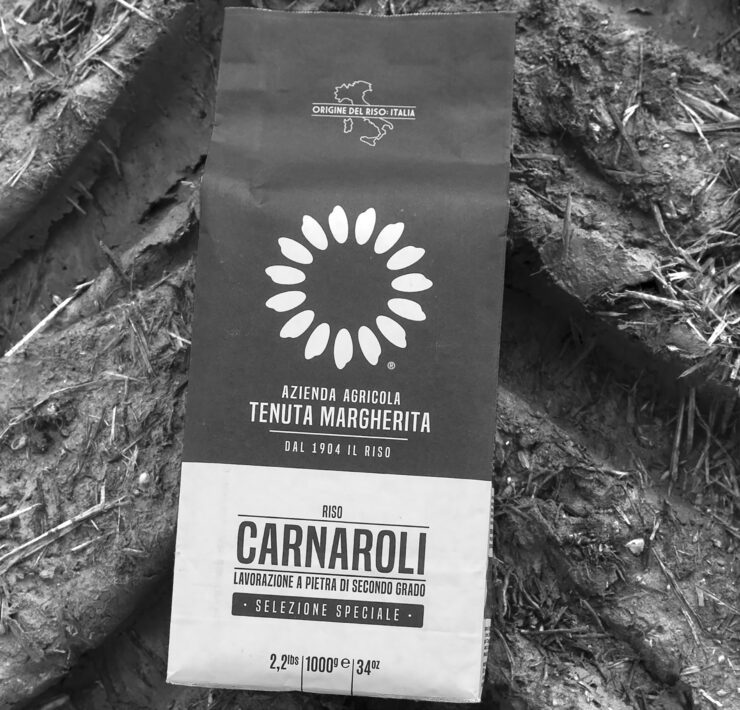 ORIGINE DEL RISO: ITALIA
®
AZIENDA AGRICOLA
TENUTA MARGHERITA
DAL 1904 IL RISO
RISO
CARNAROLI
LAVORAZIONE A PIETRA DI SECONDO GRADO
· SELEZIONE SPECIALE ·
2,2lbs | 1000g e | 34oz